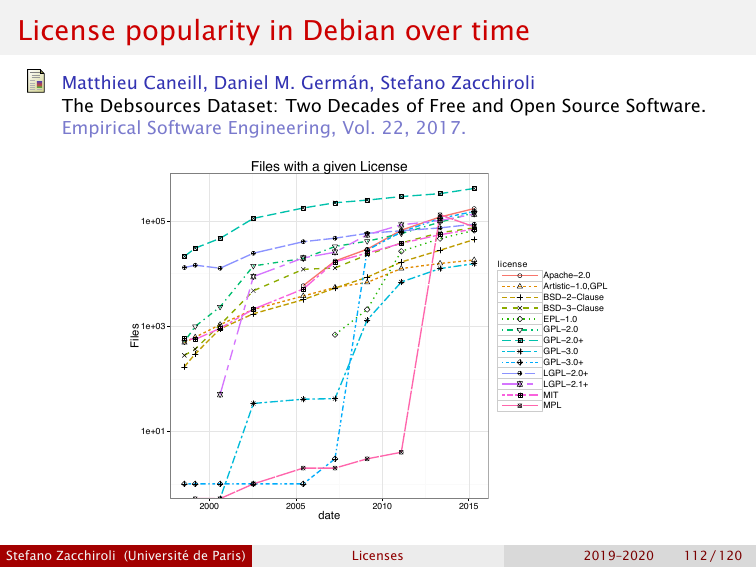 License popularity in Debian over time
Matthieu Caneill, Daniel M. Germán, Stefano Zacchiroli
The Debsources Dataset: Two Decades of Free and Open Source Software.
Empirical Software Engineering, Vol. 22, 2017.
Files with a given License
1e+05
1e+03
1e+01
Files
2000
2005
2010
2015
date
license
Apache−2.0
Artistic−1.0,GPL
BSD−2−Clause
BSD−3−Clause
EPL−1.0
GPL−2.0
GPL−2.0+
GPL−3.0
GPL−3.0+
LGPL−2.0+
LGPL−2.1+
MIT
MPL
Stefano Zacchiroli (Université de Paris)
Licenses
2019–2020
112 / 120